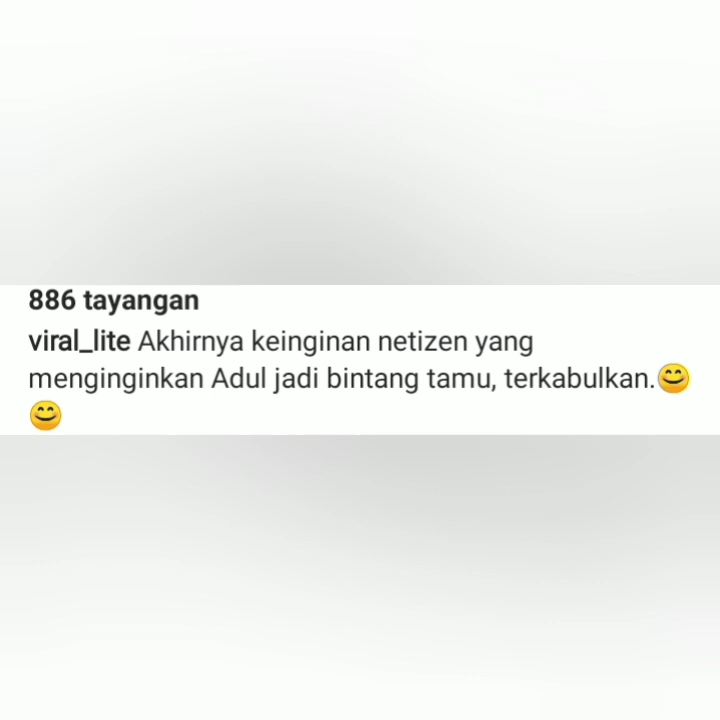 886 tayangan
viral_lite Akhirnya keinginan netizen yang
menginginkan Adul jadi bintang tamu, terkabulkan.😊
😊